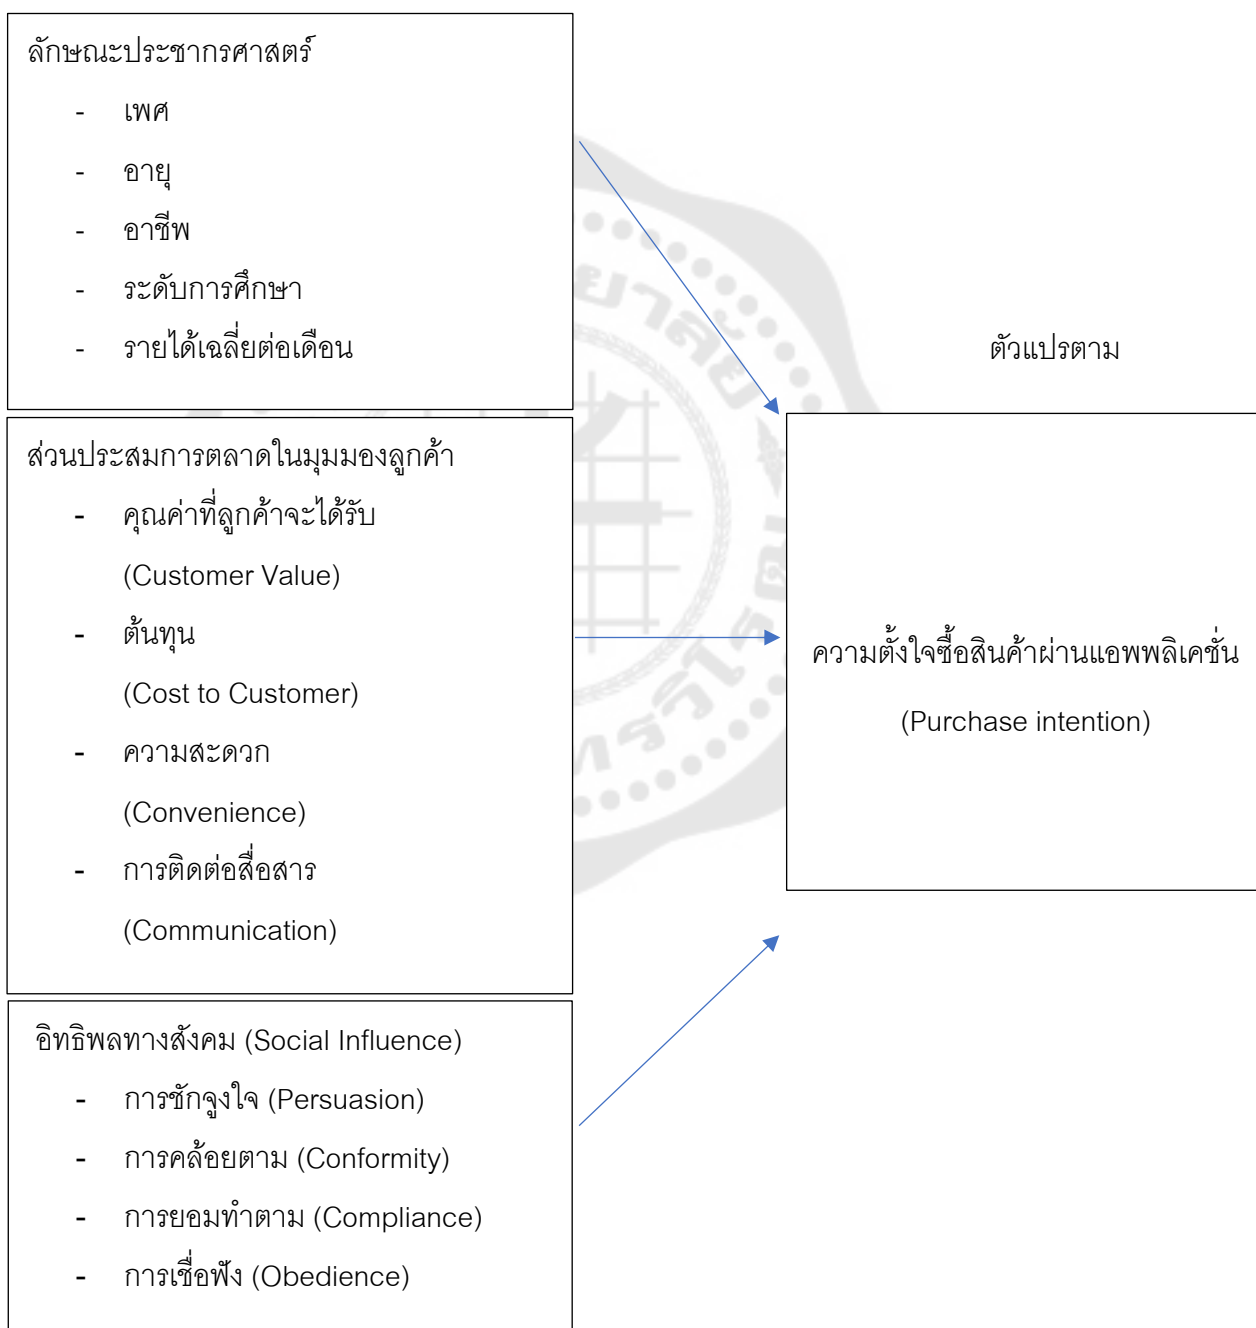 ลักษณะประชากรศาสตร์
- เพศ
- อายุ
- อาชีพ
- ระดับการศึกษา
- รายได้เฉลี่ยต่อเดือน
ส่วนประสมการตลาดในมุมมองลูกค้า
- คุณค่าที่ลูกค้าจะได้รับ
(Customer Value)
- ต้นทุน
(Cost to Customer)
- ความสะดวก
(Convenience)
- การติดต่อสื่อสาร
(Communication)
อิทธิพลทางสังคม (Social Influence)
- การชักจูงใจ (Persuasion)
- การคล้อยตาม (Conformity)
- การยอมทำตาม (Compliance)
- การเชื่อฟัง (Obedience)
ตัวแปรตาม
ความตั้งใจซื้อสินค้าผ่านแอพพลิเคชั่น
(Purchase intention)